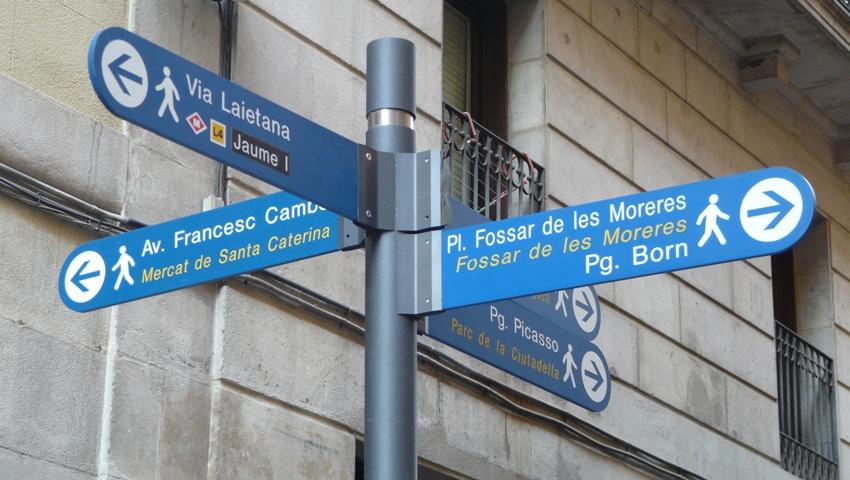 Via Laietana
M L4 Jaume I
Av. Francesc
Mercat de Santa Caterina
Pl. Fossar de les Moreres
Fossar de les Moreres
Pg. Born
Pg. Picasso
Parc de la Ciutadella